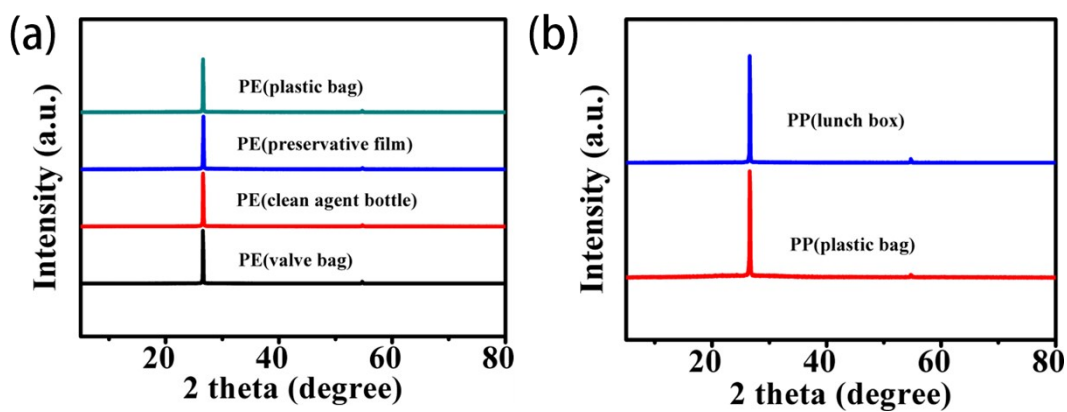 (a)
Intensity (a.u.)
PE(plastic bag)
PE(preservative film)
PE(clean agent bottle)
PE(valve bag)
20 40 60 80
2 theta (degree)
(b)
Intensity (a.u.)
PP(lunch box)
PP(plastic bag)
20 40 60 80
2 theta (degree)